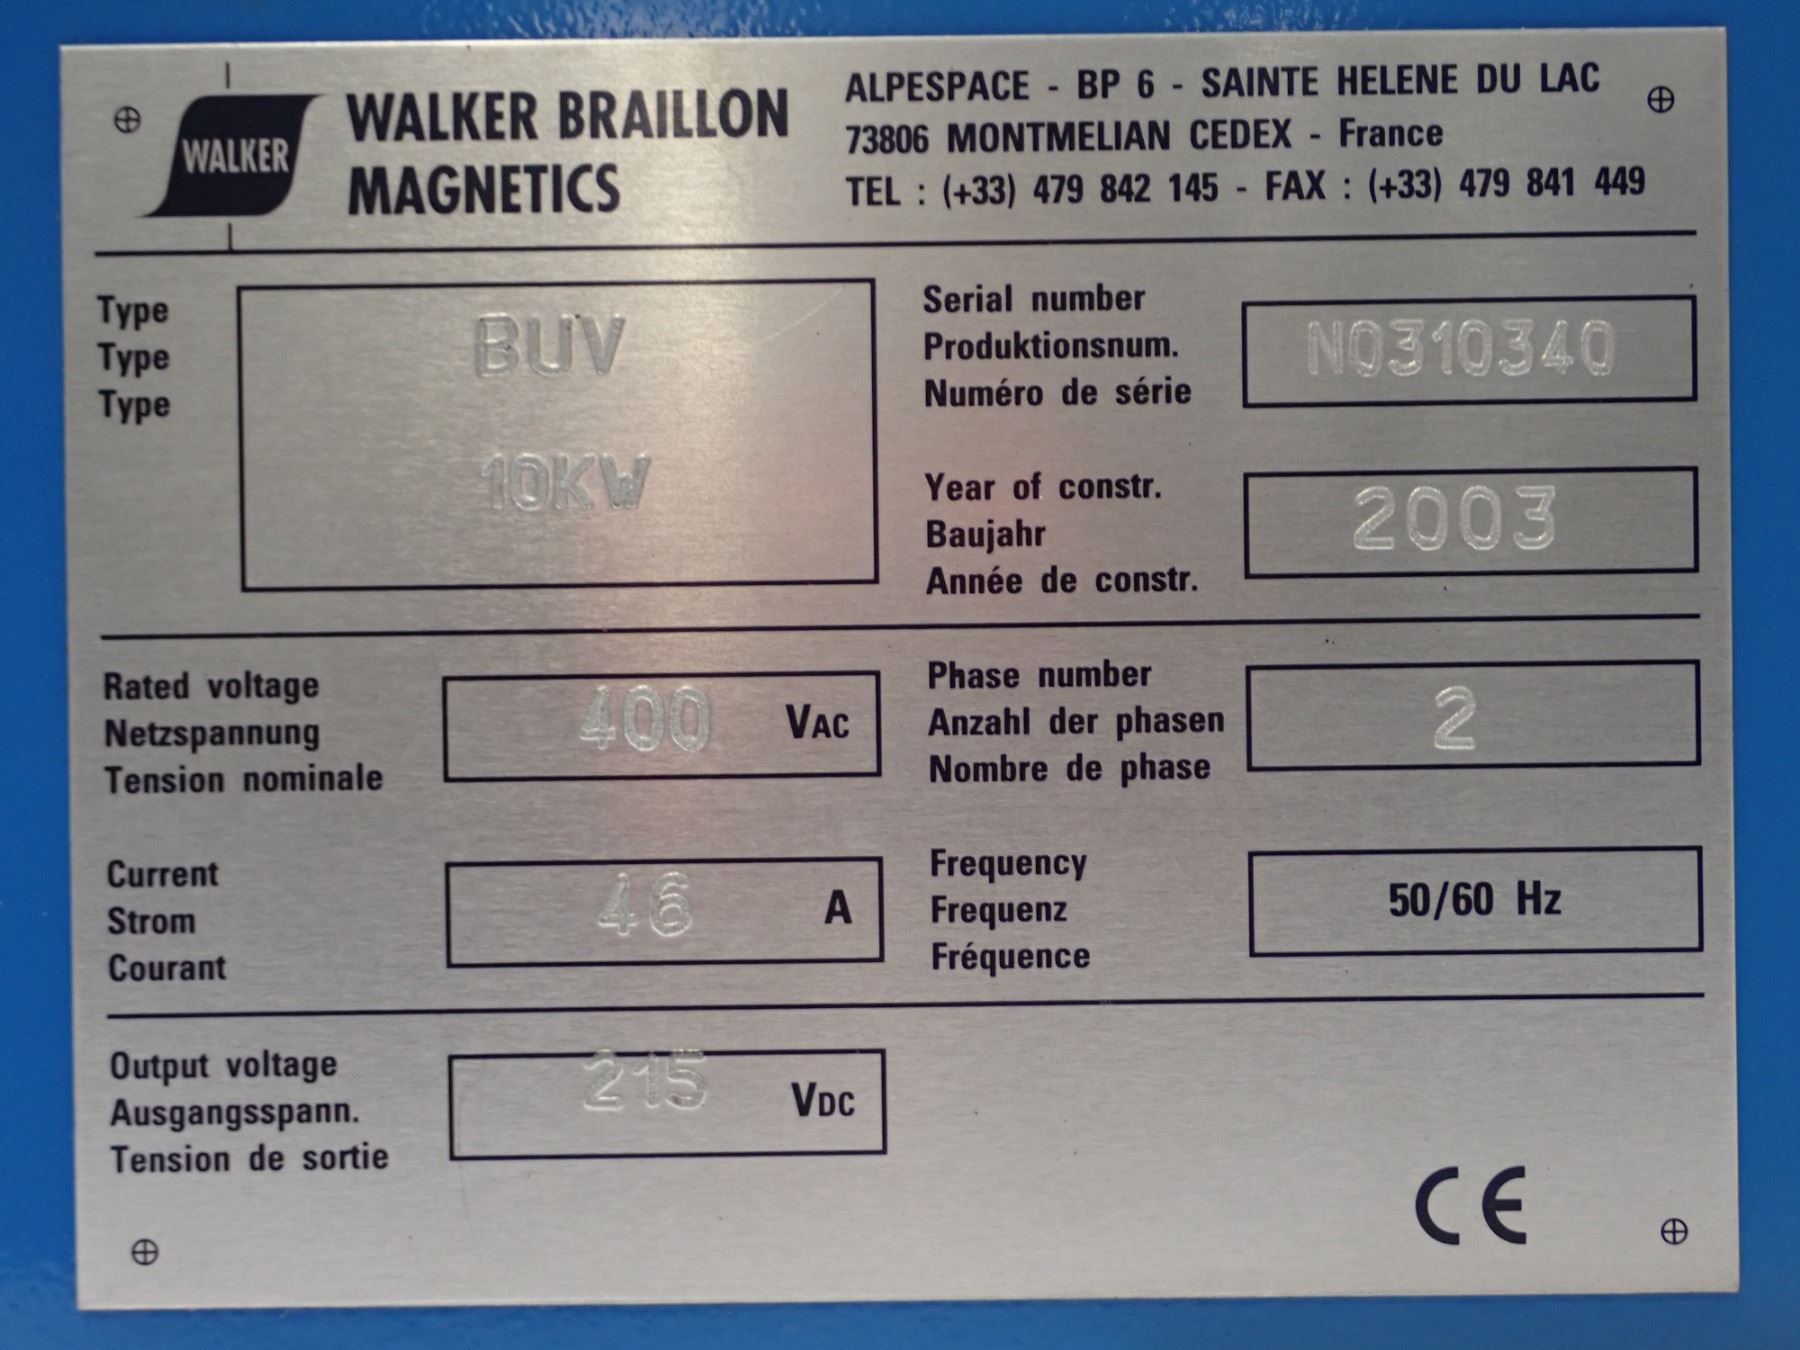 WALKER
WALKER BRAILLON
MAGNETICS
ALPESPACE - BP 6 - SAINTE HELENE DU LAC
73806 MONTMELIAN CEDEX - France
TEL : (+33) 479 842 145 - FAX : (+33) 479 841 449
Type
Type
Type
BUV
10KW
Serial number
Produktionsnum.
Numéro de série
N0310340
Year of constr.
Baujahr
Année de constr.
2003
Rated voltage
Netzspannung
Tension nominale
400 VAC
Phase number
Anzahl der phasen
Nombre de phase
2
Current
Strom
Courant
46 A
Frequency
Frequenz
Fréquence
50/60 Hz
Output voltage
Ausgangsspann.
Tension de sortie
215 VDC
CE